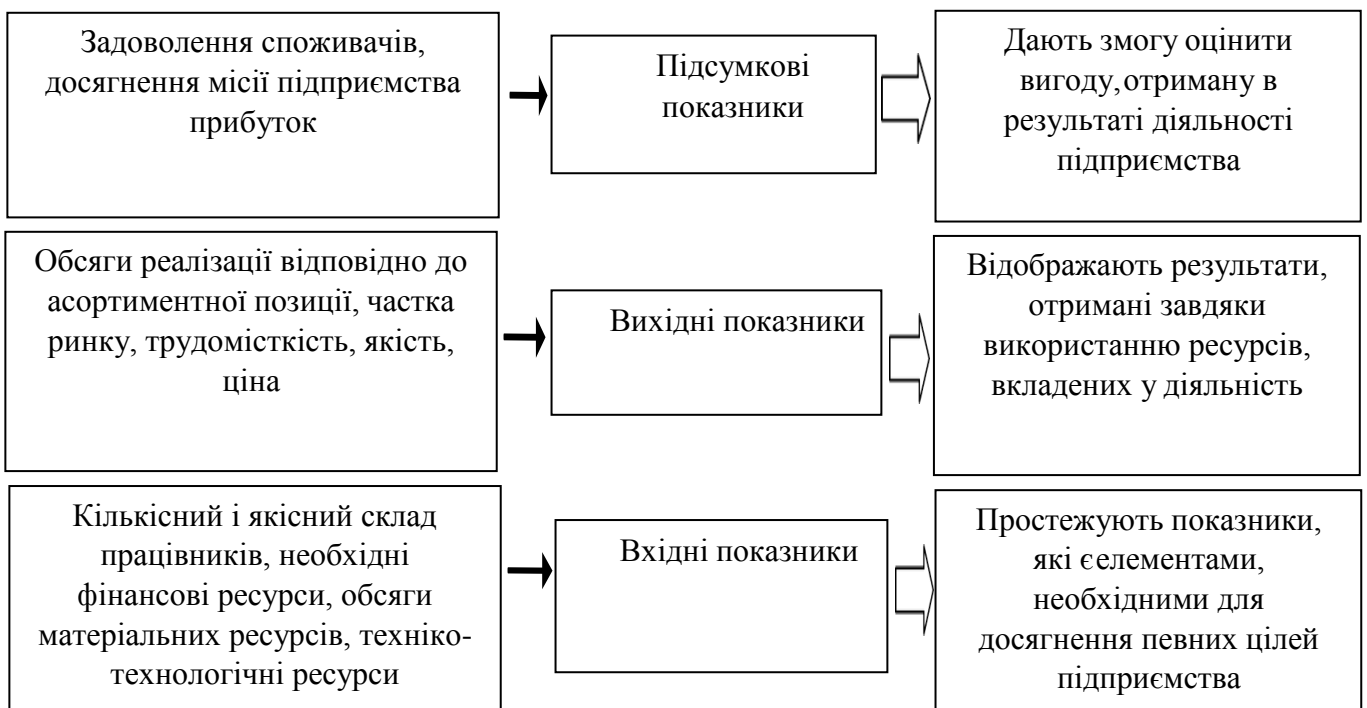 Задоволення споживачів,
досягнення місії підприємства
прибуток
Підсумкові
показники
Дають змогу оцінити
вигоду,отриману в
результаті діяльності
підприємства
Обсяги реалізації відповідно до
асортиментної позиції, частка
ринку, трудомісткість, якість,
ціна
Вихідні показники
Відображають результати,
отримані завдяки
використанню ресурсів,
вкладених у діяльність
Кількісний і якісний склад
працівників, необхідні
фінансові ресурси, обсяги
матеріальних ресурсів, техніко-
технологічні ресурси
Вхідні показники
Простежують показники,
які єелементами,
необхідними для
досягнення певних цілей
підприємства